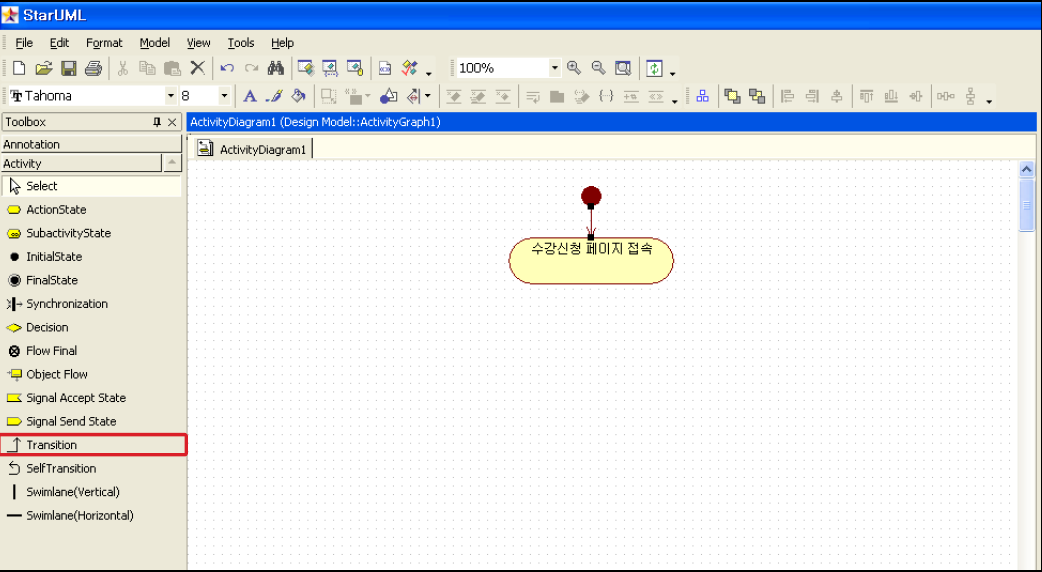 StarUML
File Edit Format Model View Tools Help
100%
Tahoma 8
Toolbox
ActivityDiagram1 (Design Model::ActivityGraph1)
Annotation
ActivityDiagram1
Activity
Select
ActionState
SubactivityState
InitialState
FinalState
Synchronization
Decision
Flow Final
Object Flow
Signal Accept State
Signal Send State
Transition
SelfTransition
Swimlane(Vertical)
Swimlane(Horizontal)
수강신청 페이지 접속